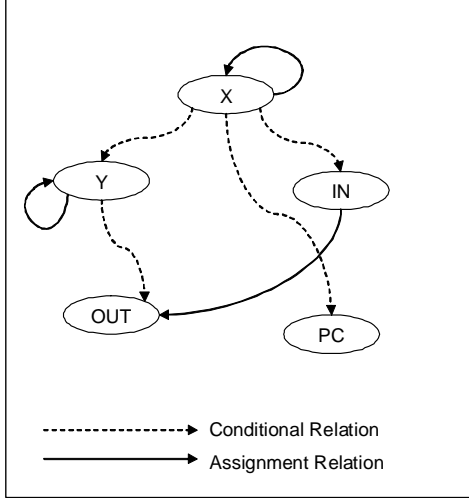 X
Y
IN
OUT
PC
Conditional Relation
Assignment Relation